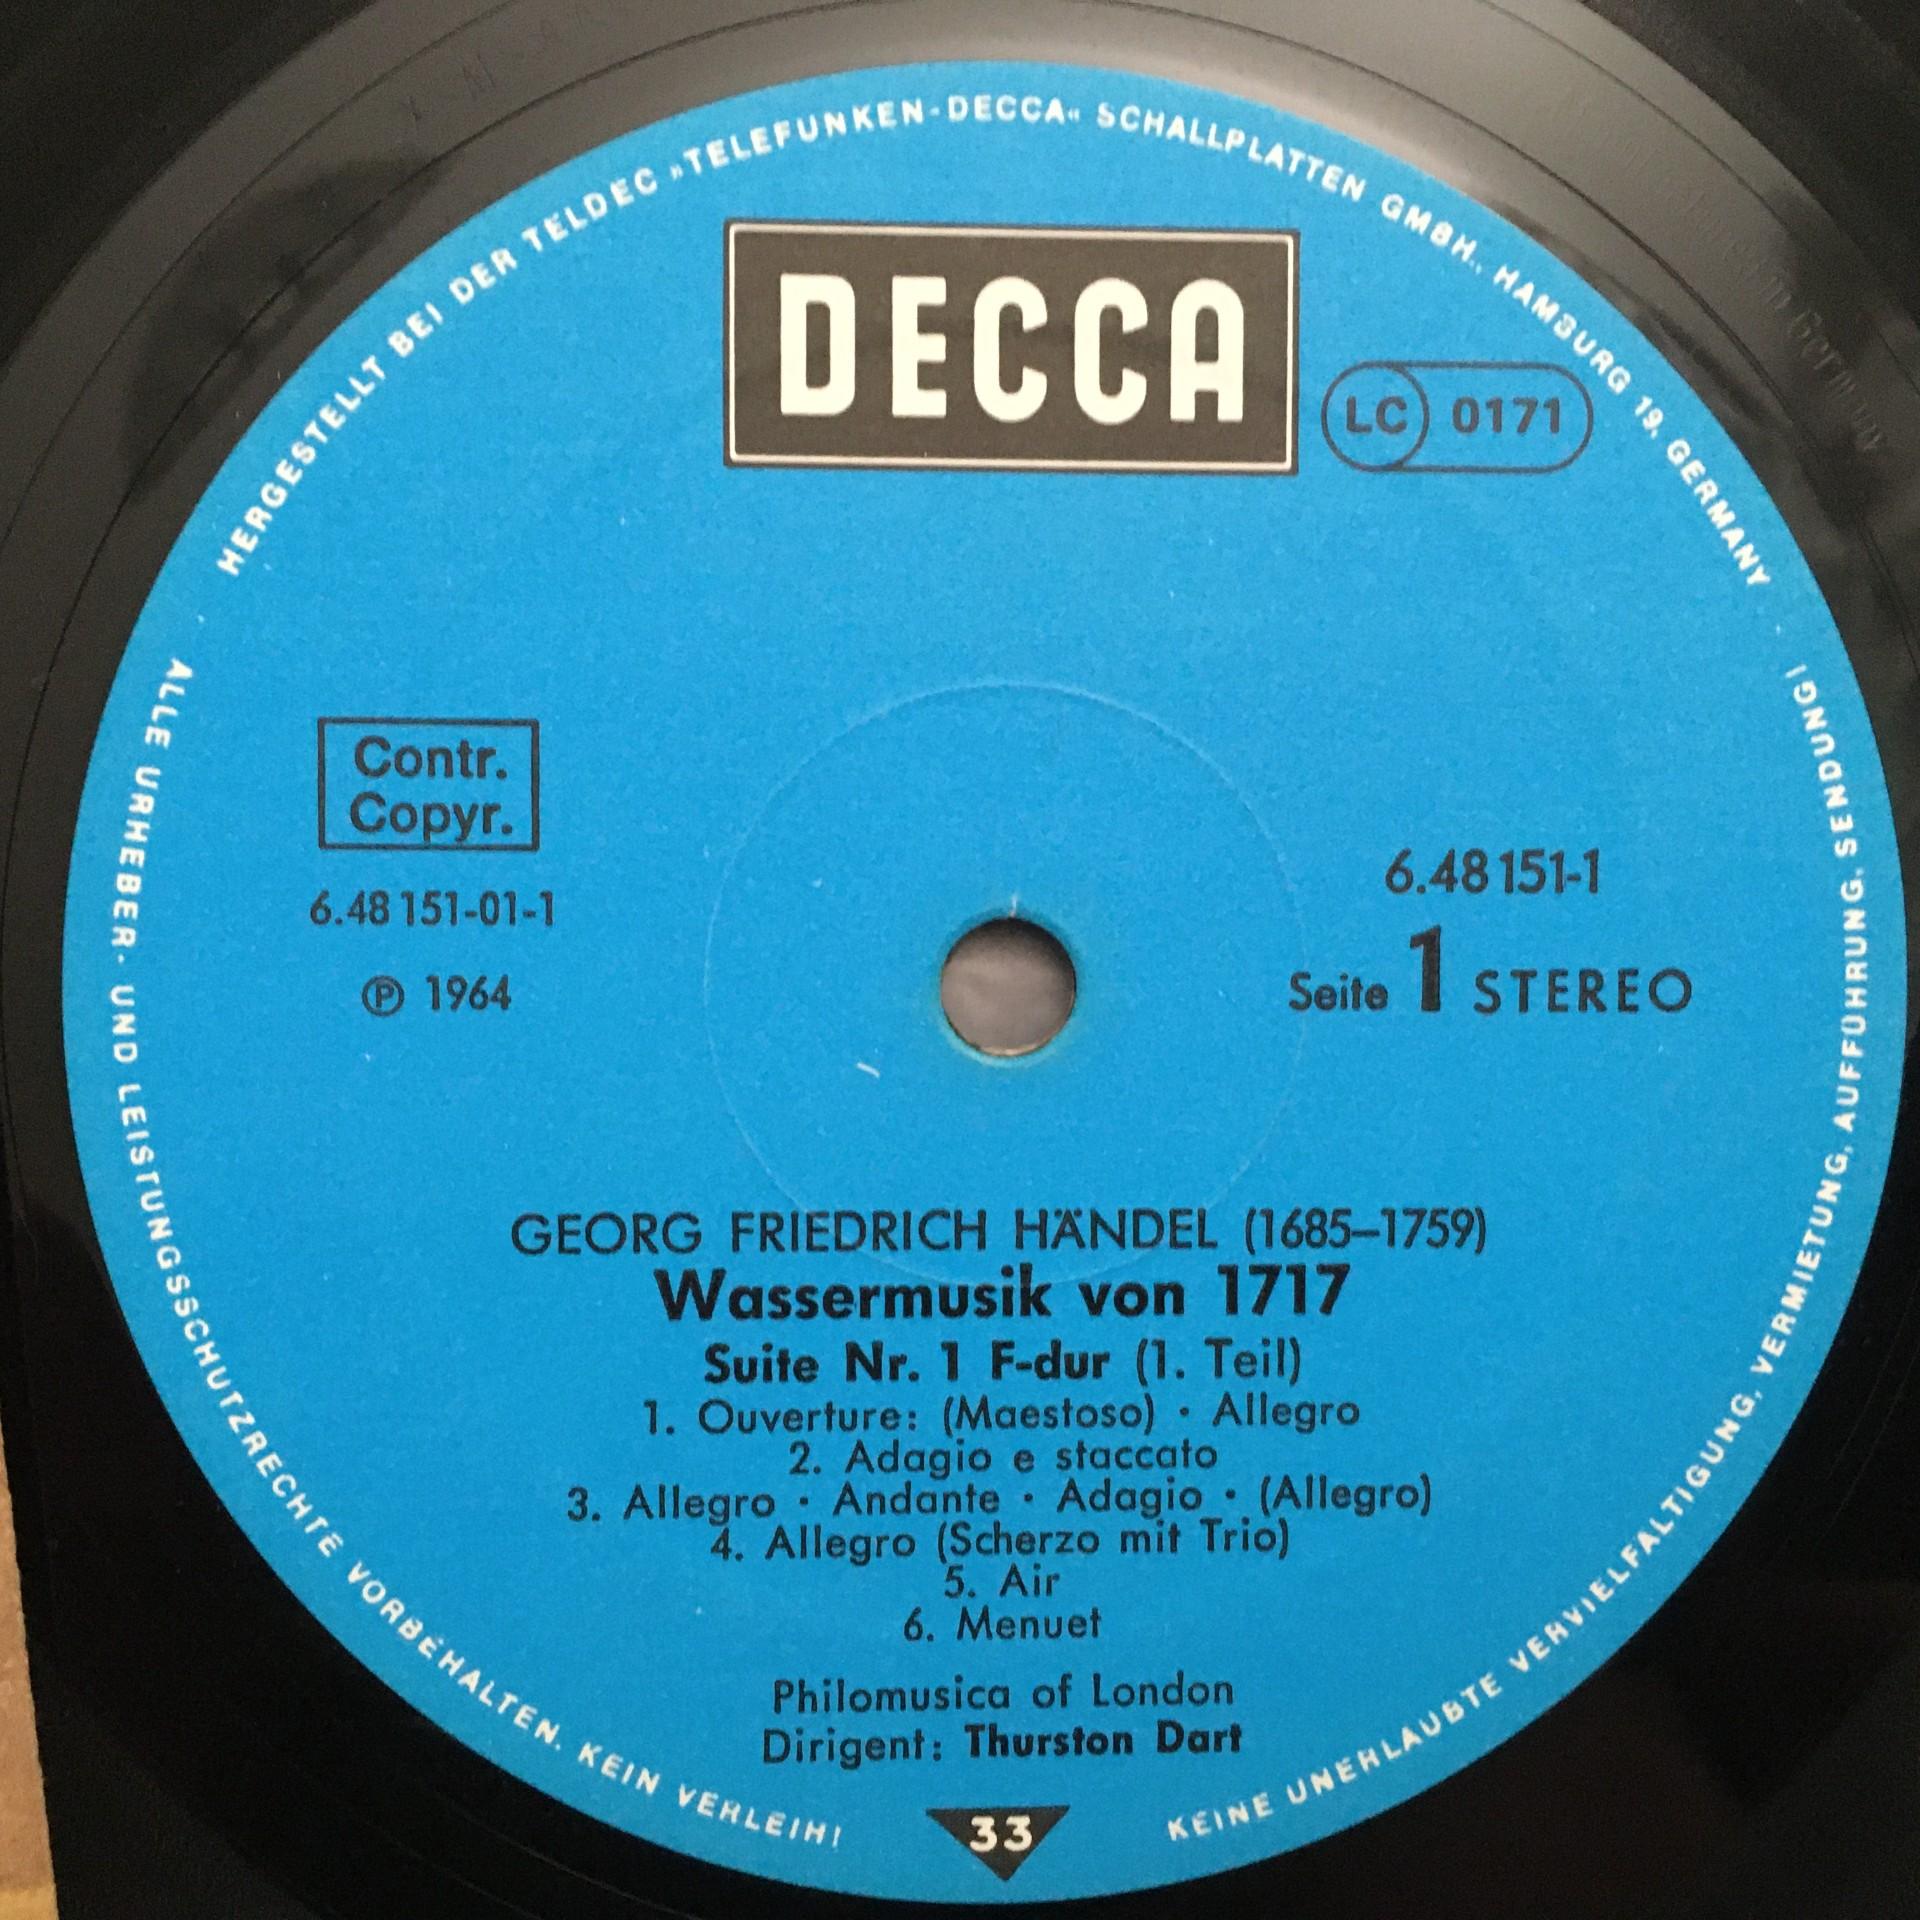 HERGESTELLT BEI DER TELDEC »TELEFUNKEN-DECCA« SCHALLPLATTEN GMBH., HAMBURG 19, GERMANY
DECCA
LC 0171
Contr.
Copyr.
6.48 151-01-1
Ⓟ 1964
6.48 151-1
Seite 1 STEREO
GEORG FRIEDRICH HÄNDEL (1685–1759)
Wassermusik von 1717
Suite Nr. 1 F-dur (1. Teil)
1. Ouverture: (Maestoso) · Allegro
2. Adagio e staccato
3. Allegro · Andante · Adagio · (Allegro)
4. Allegro (Scherzo mit Trio)
5. Air
6. Menuet
Philomusica of London
Dirigent: Thurston Dart
33
ALLE URHEBER- UND LEISTUNGSSCHUTZRECHTE VORBEHALTEN. KEIN VERLEIH!
KEINE UNERLAUBTE VERVIELFALTIGUNG, VERMIETUNG, AUFFÜHRUNG, SENDUNG!